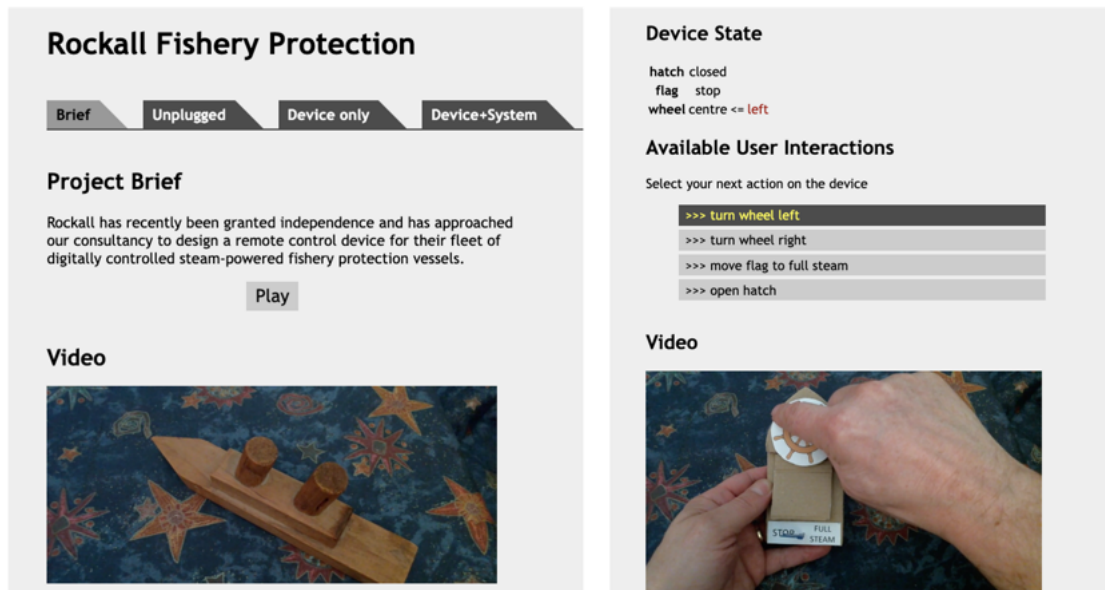 Rockall Fishery Protection
Brief
Unplugged
Device only
Device+System
Project Brief
Rockall has recently been granted independence and has approached
our consultancy to design a remote control device for their fleet of
digitally controlled steam-powered fishery protection vessels.
Play
Video
Device State
hatch closed
flag stop
wheel centre <= left
Available User Interactions
Select your next action on the device
>>> turn wheel left
>>> turn wheel right
>>> move flag to full steam
>>> open hatch
Video
STOP
FULL
STEAM